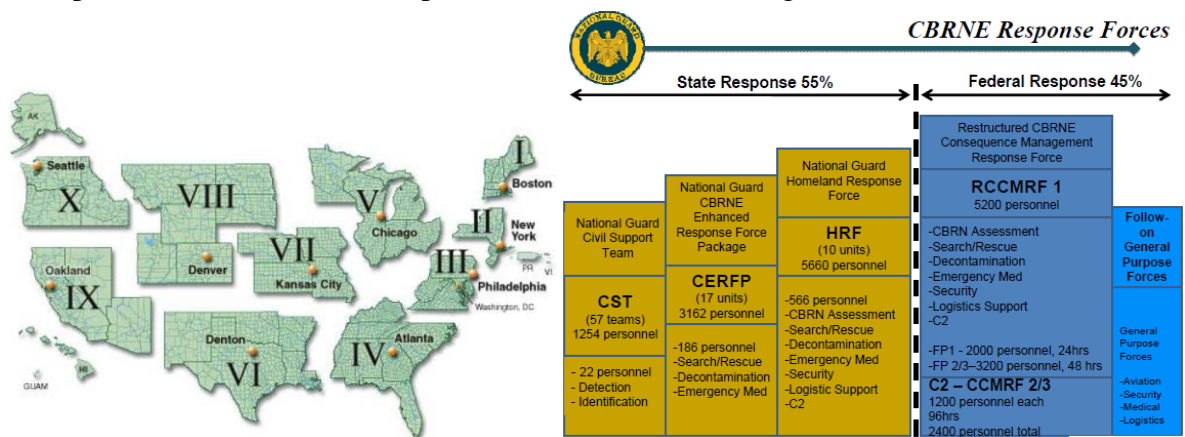 AK
Seattle
X
VIII
V
Chicago
I
Boston
II
New
York
PR
VI
III
Philadelphia
Washington, DC
VII
Denver
Kansas City
Oakland
IX
Denton
VI
Atlanta
IV
GUAM
HI
NATIONAL GUARD
BUREAU
CBRNE Response Forces
State Response 55%
Federal Response 45%
National Guard
Civil Support
Team
CST
(57 teams)
1254 personnel
- 22 personnel
- Detection
- Identification
National Guard
CBRNE
Enhanced
Response Force
Package
CERFP
(17 units)
3162 personnel
-186 personnel
-Search/Rescue
-Decontamination
-Emergency Med
National Guard
Homeland Response
Force
HRF
(10 units)
5660 personnel
-566 personnel
-CBRN Assessment
-Search/Rescue
-Decontamination
-Emergency Med
-Security
-Logistic Support
-C2
Restructured CBRNE
Consequence Management
Response Force
RCCMRF 1
5200 personnel
-CBRN Assessment
-Search/Rescue
-Decontamination
-Emergency Med
-Security
-Logistics Support
-C2
-FP1 - 2000 personnel, 24hrs
-FP 2/3–3200 personnel, 48 hrs
C2 – CCMRF 2/3
1200 personnel each
96hrs
2400 personnel total
Follow-
on
General
Purpose
Forces
General
Purpose
Forces
-Aviation
-Security
-Medical
-Logistics